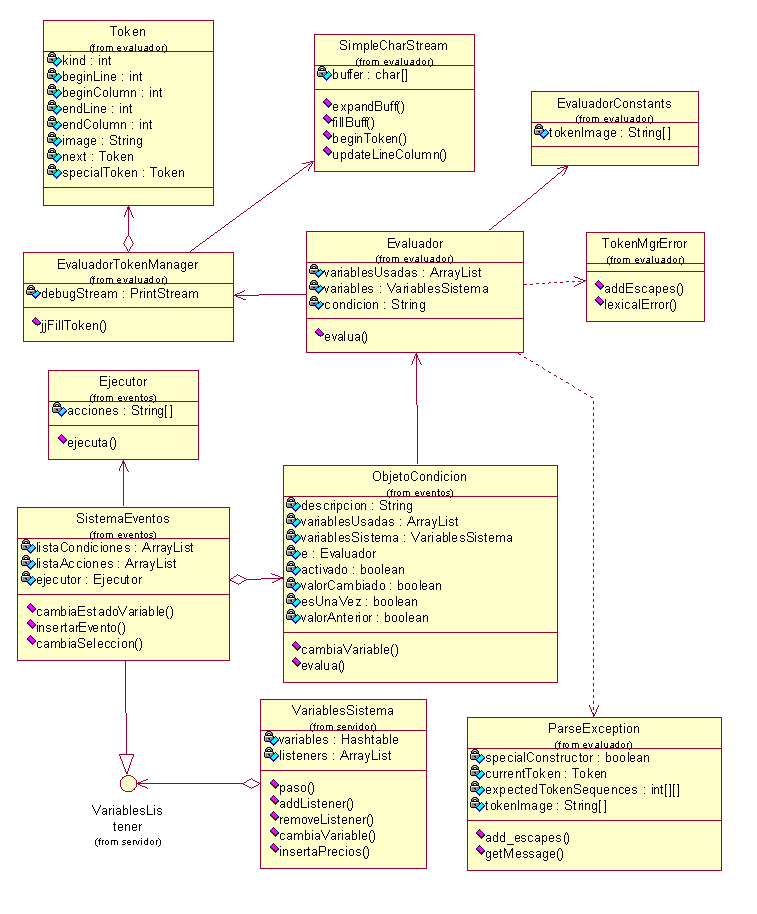 Token
(from evaluador)
kind : int
beginLine : int
beginColumn : int
endLine : int
endColumn : int
image : String
next : Token
specialToken : Token
SimpleCharStream
(from evaluador)
buffer : char[]
expandBuff()
fillBuff()
beginToken()
updateLineColumn()
EvaluadorConstants
(from evaluador)
tokenImage : String[]
EvaluadorTokenManager
(from evaluador)
debugStream : PrintStream
jjFillToken()
Evaluador
(from evaluador)
variablesUsadas : ArrayList
variables : VariablesSistema
condicion : String
evalua()
TokenMgrError
(from evaluador)
addEscapes()
lexicalError()
Ejecutor
(from eventos)
acciones : String[]
ejecuta()
ObjetoCondicion
(from eventos)
descripcion : String
variablesUsadas : ArrayList
variablesSistema : VariablesSistema
e : Evaluador
activado : boolean
valorCambiado : boolean
esUnaVez : boolean
valorAnterior : boolean
cambiaVariable()
evalua()
SistemaEventos
(from eventos)
listaCondiciones : ArrayList
listaAcciones : ArrayList
ejecutor : Ejecutor
cambiaEstadoVariable()
insertarEvento()
cambiaSeleccion()
VariablesLis
tener
(from servidor)
VariablesSistema
(from servidor)
variables : Hashtable
listeners : ArrayList
paso()
addListener()
removeListener()
cambiaVariable()
insertaPrecios()
ParseException
(from evaluador)
specialConstructor : boolean
currentToken : Token
expectedTokenSequences : int[][]
tokenImage : String[]
add_escapes()
getMessage()